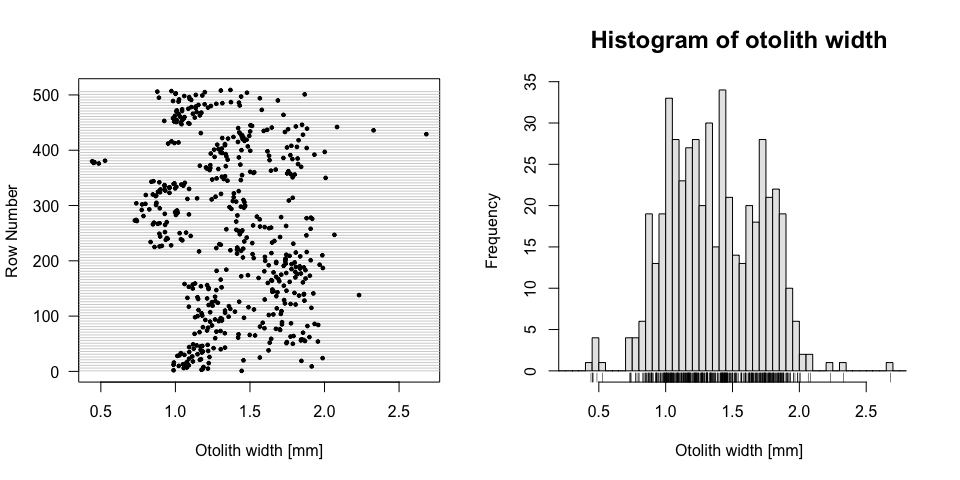 Row Number
500
400
300
200
100
0
0.5 1.0 1.5 2.0 2.5
Otolith width [mm]
Histogram of otolith width
Frequency
35
30
25
20
15
10
5
0
0.5 1.0 1.5 2.0 2.5
Otolith width [mm]